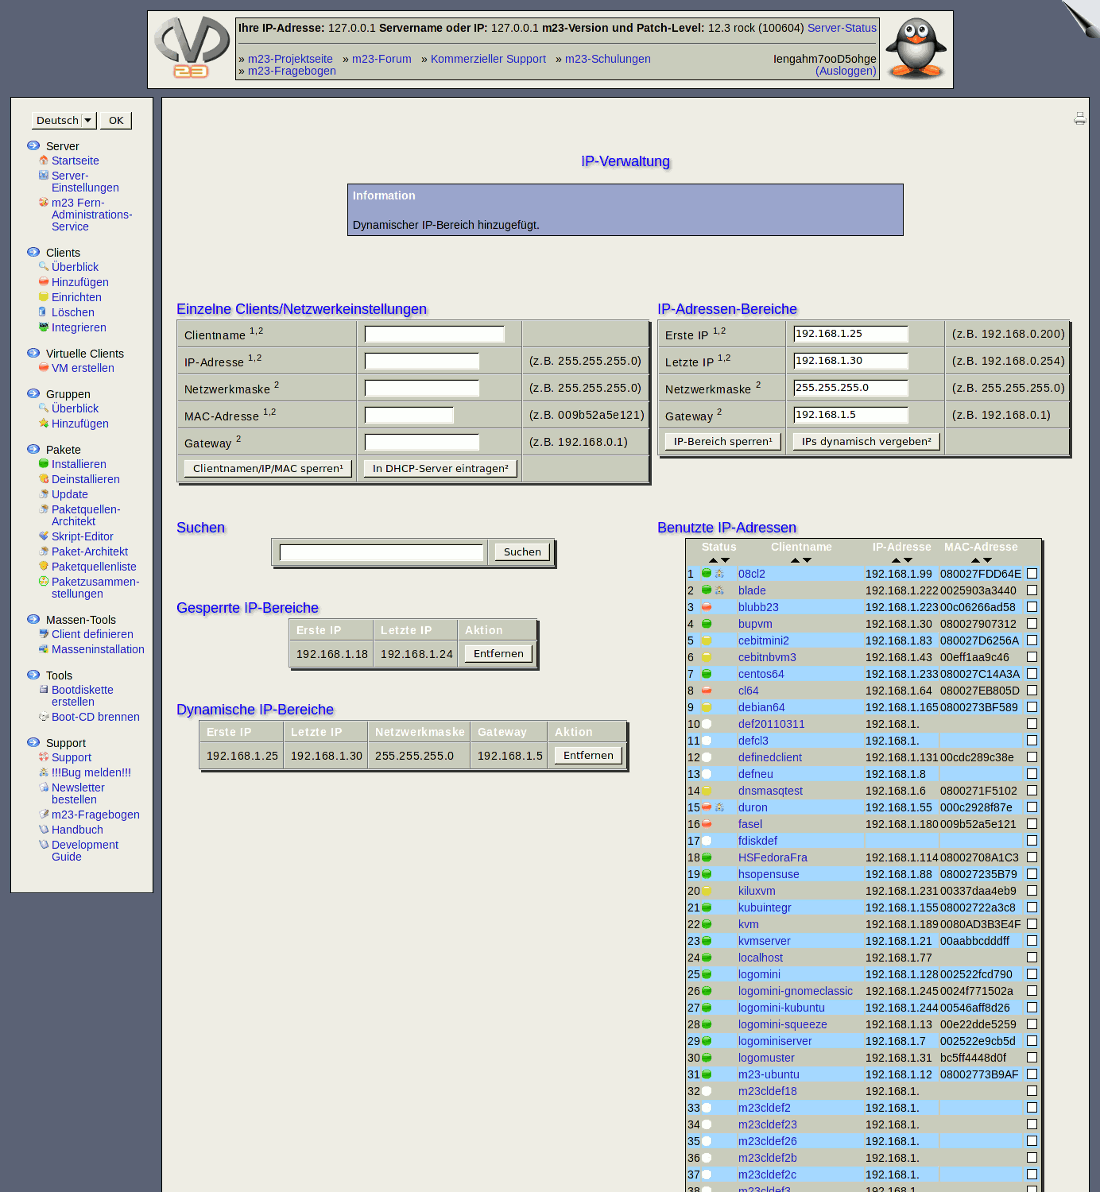 Ihre IP-Adresse: 127.0.0.1 Servername oder IP: 127.0.0.1 m23-Version und Patch-Level: 12.3 rock (100604) Server-Status
» m23-Projektseite » m23-Forum » Kommerzieller Support » m23-Schulungen
» m23-Fragebogen
Iengahm7ooD5ohge
(Ausloggen)
23
Deutsch OK
Server
Startseite
Server-
Einstellungen
m23 Fern-
Administrations-
Service
Clients
Überblick
Hinzufügen
Einrichten
Löschen
Integrieren
Virtuelle Clients
VM erstellen
Gruppen
Überblick
Hinzufügen
Pakete
Installieren
Deinstallieren
Update
Paketquellen-
Architekt
Skript-Editor
Paket-Architekt
Paketquellenliste
Paketzusammen-
stellungen
Massen-Tools
Client definieren
Masseninstallation
Tools
Bootdiskette
erstellen
Boot-CD brennen
Support
Support
!!!Bug melden!!!
Newsletter
bestellen
m23-Fragebogen
Handbuch
Development
Guide
IP-Verwaltung
Information
Dynamischer IP-Bereich hinzugefügt.
Einzelne Clients/Netzwerkeinstellungen
Clientname 1,2
IP-Adresse 1,2 (z.B. 255.255.255.0)
Netzwerkmaske 2 (z.B. 255.255.255.0)
MAC-Adresse 1,2 (z.B. 009b52a5e121)
Gateway 2 (z.B. 192.168.0.1)
Clientnamen/IP/MAC sperren¹ In DHCP-Server eintragen²
IP-Adressen-Bereiche
Erste IP 1,2 192.168.1.25 (z.B. 192.168.0.200)
Letzte IP 1,2 192.168.1.30 (z.B. 192.168.0.254)
Netzwerkmaske 2 255.255.255.0 (z.B. 255.255.255.0)
Gateway 2 192.168.1.5 (z.B. 192.168.0.1)
IP-Bereich sperren¹ IPs dynamisch vergeben²
Suchen
Suchen
Gesperrte IP-Bereiche
Erste IP Letzte IP Aktion
192.168.1.18 192.168.1.24 Entfernen
Dynamische IP-Bereiche
Erste IP Letzte IP Netzwerkmaske Gateway Aktion
192.168.1.25 192.168.1.30 255.255.255.0 192.168.1.5 Entfernen
Benutzte IP-Adressen
Status Clientname IP-Adresse MAC-Adresse
1 08cl2 192.168.1.99 080027FDD64E
2 blade 192.168.1.222 0025903a3440
3 blubb23 192.168.1.223 00c06266ad58
4 bupvm 192.168.1.30 080027907312
5 cebitmini2 192.168.1.83 080027D6256A
6 cebitnbvm3 192.168.1.43 00eff1aa9c46
7 centos64 192.168.1.233 080027C14A3A
8 cl64 192.168.1.64 080027EB805D
9 debian64 192.168.1.165 0800273BF589
10 def20110311 192.168.1.
11 defcl3 192.168.1.
12 definedclient 192.168.1.131 00cdc289c38e
13 defneu 192.168.1.8
14 dnsmasqtest 192.168.1.6 0800271F5102
15 duron 192.168.1.55 000c2928f87e
16 fasel 192.168.1.180 009b52a5e121
17 fdiskdef
18 HSFedoraFra 192.168.1.114 08002708A1C3
19 hsopensuse 192.168.1.88 080027235B79
20 kiluxvm 192.168.1.231 00337daa4eb9
21 kubuintegr 192.168.1.155 08002722a3c8
22 kvm 192.168.1.189 0080AD3B3E4F
23 kvmserver 192.168.1.21 00aabbcdddff
24 localhost 192.168.1.77
25 logomini 192.168.1.128 002522fcd790
26 logomini-gnomeclassic 192.168.1.245 0024f771502a
27 logomini-kubuntu 192.168.1.244 00546aff8d26
28 logomini-squeeze 192.168.1.13 00e22dde5259
29 logominiserver 192.168.1.7 002522e9cb5d
30 logomuster 192.168.1.31 bc5ff4448d0f
31 m23-ubuntu 192.168.1.12 08002773B9AF
32 m23cldef18 192.168.1.
33 m23cldef2 192.168.1.
34 m23cldef23 192.168.1.
35 m23cldef26 192.168.1.
36 m23cldef2b 192.168.1.
37 m23cldef2c 192.168.1.
38 m23cldef3 192.168.1.